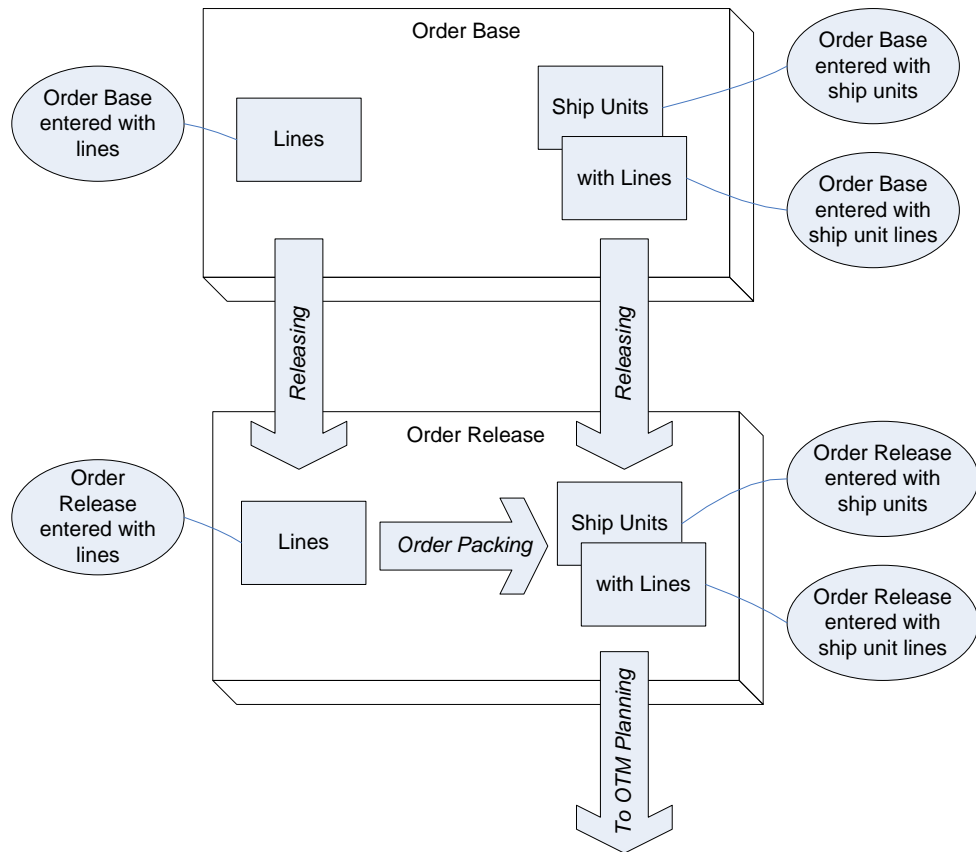 Order Base
Order Base
entered with
lines
Lines
Ship Units
with Lines
Order Base
entered with
ship units
Order Base
entered with
ship unit lines
Releasing
Releasing
Order Release
Order
Release
entered with
lines
Lines
Order Packing
Ship Units
with Lines
Order Release
entered with
ship units
Order Release
entered with
ship unit lines
To OTM Planning